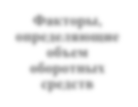 Факторы,
определяющие
объем
оборотных
средств